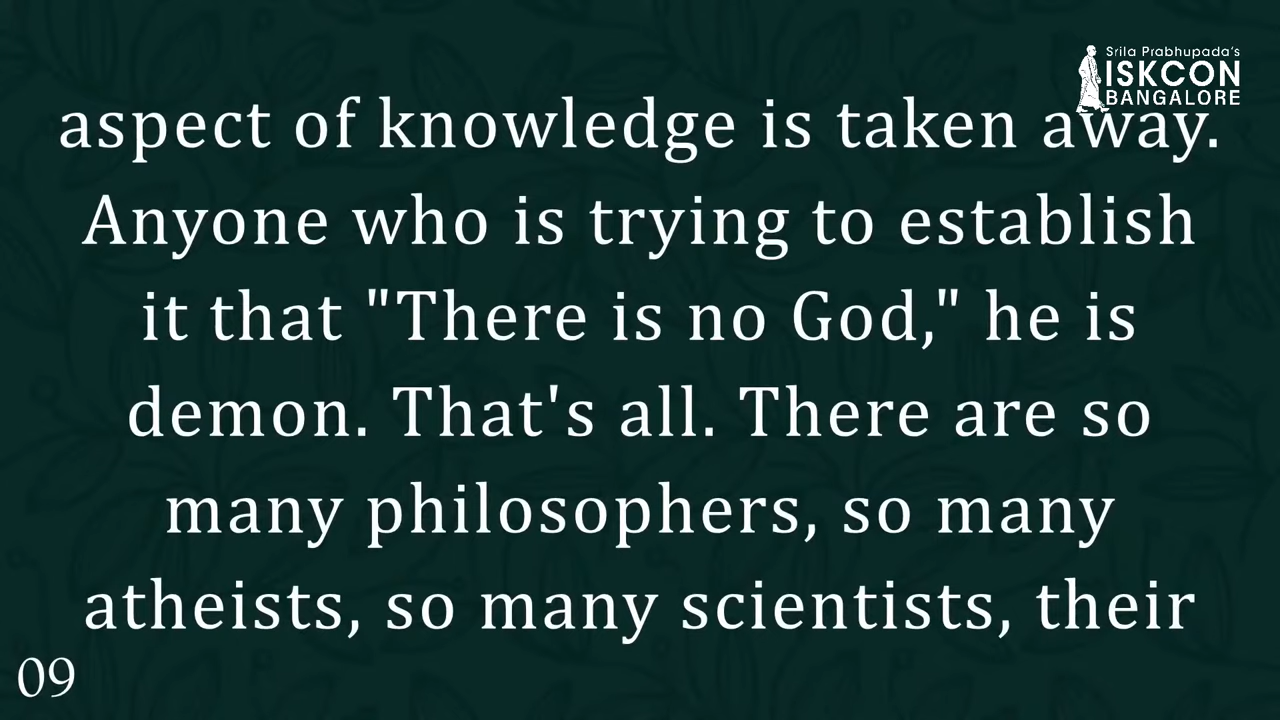 Srila Prabhupada's
ISKCON
BANGALORE
aspect of knowledge is taken away.
Anyone who is trying to establish
it that "There is no God," he is
demon. That's all. There are so
many philosophers, so many
atheists, so many scientists, their
09